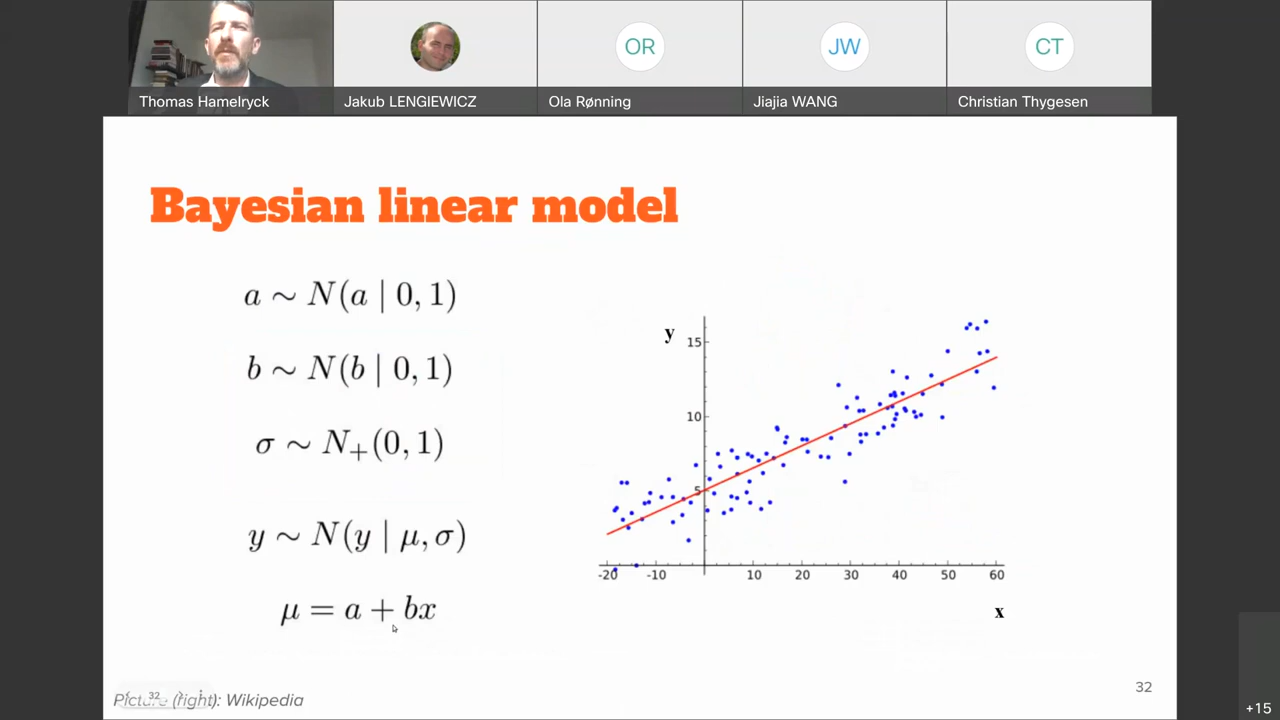 OR
JW
CT
Thomas Hamelryck
Jakub LENGIEWICZ
Ola Rønning
Jiajia WANG
Christian Thygesen
Bayesian linear model
a ∼ N(a | 0, 1)
b ∼ N(b | 0, 1)
σ ∼ N₊(0, 1)
y ∼ N(y | μ, σ)
μ = a + bx
y
15
10
5
-20 -10 10 20 30 40 50 60
x
Picture (right): Wikipedia
32
32
+15